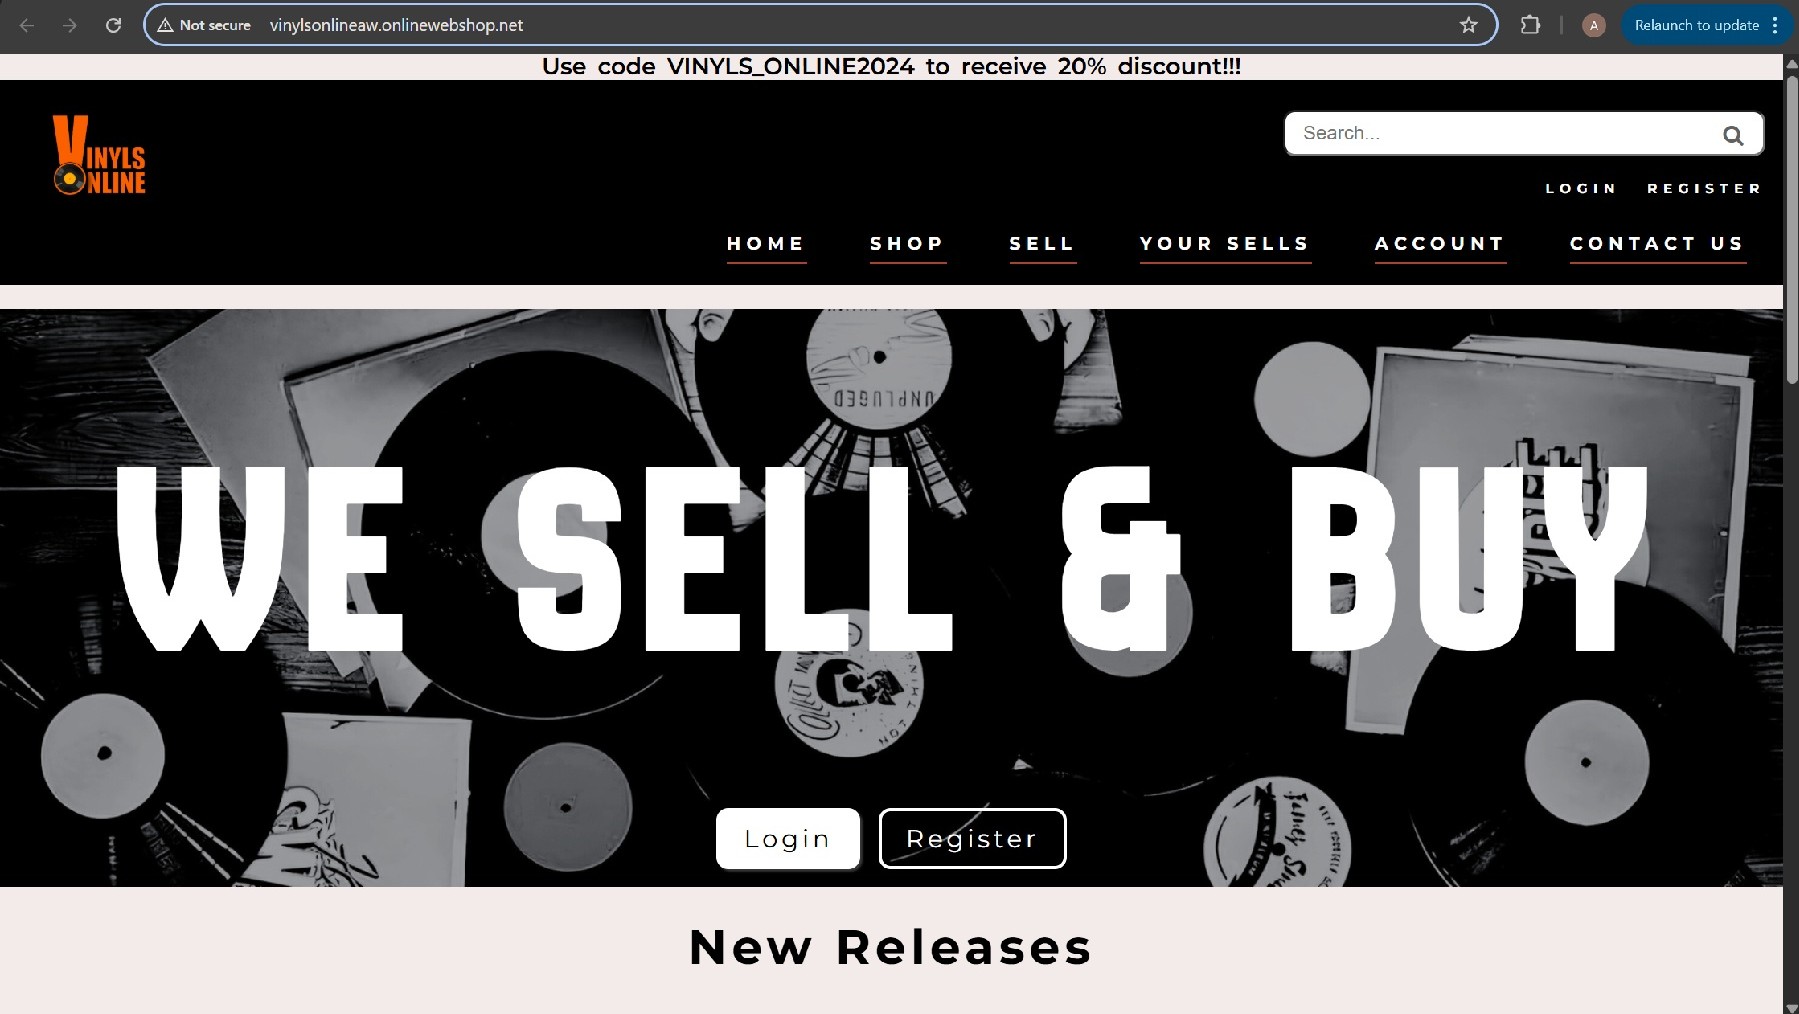 Not secure
vinylsonlineaw.onlinewebshop.net
A
Relaunch to update
Use code VINYLS_ONLINE2024 to receive 20% discount!!!
VINYLS
ONLINE
Search...
LOGIN REGISTER
HOME SHOP SELL YOUR SELLS ACCOUNT CONTACT US
UNPLUGED
WE SELL & BUY
Login Register
New Releases